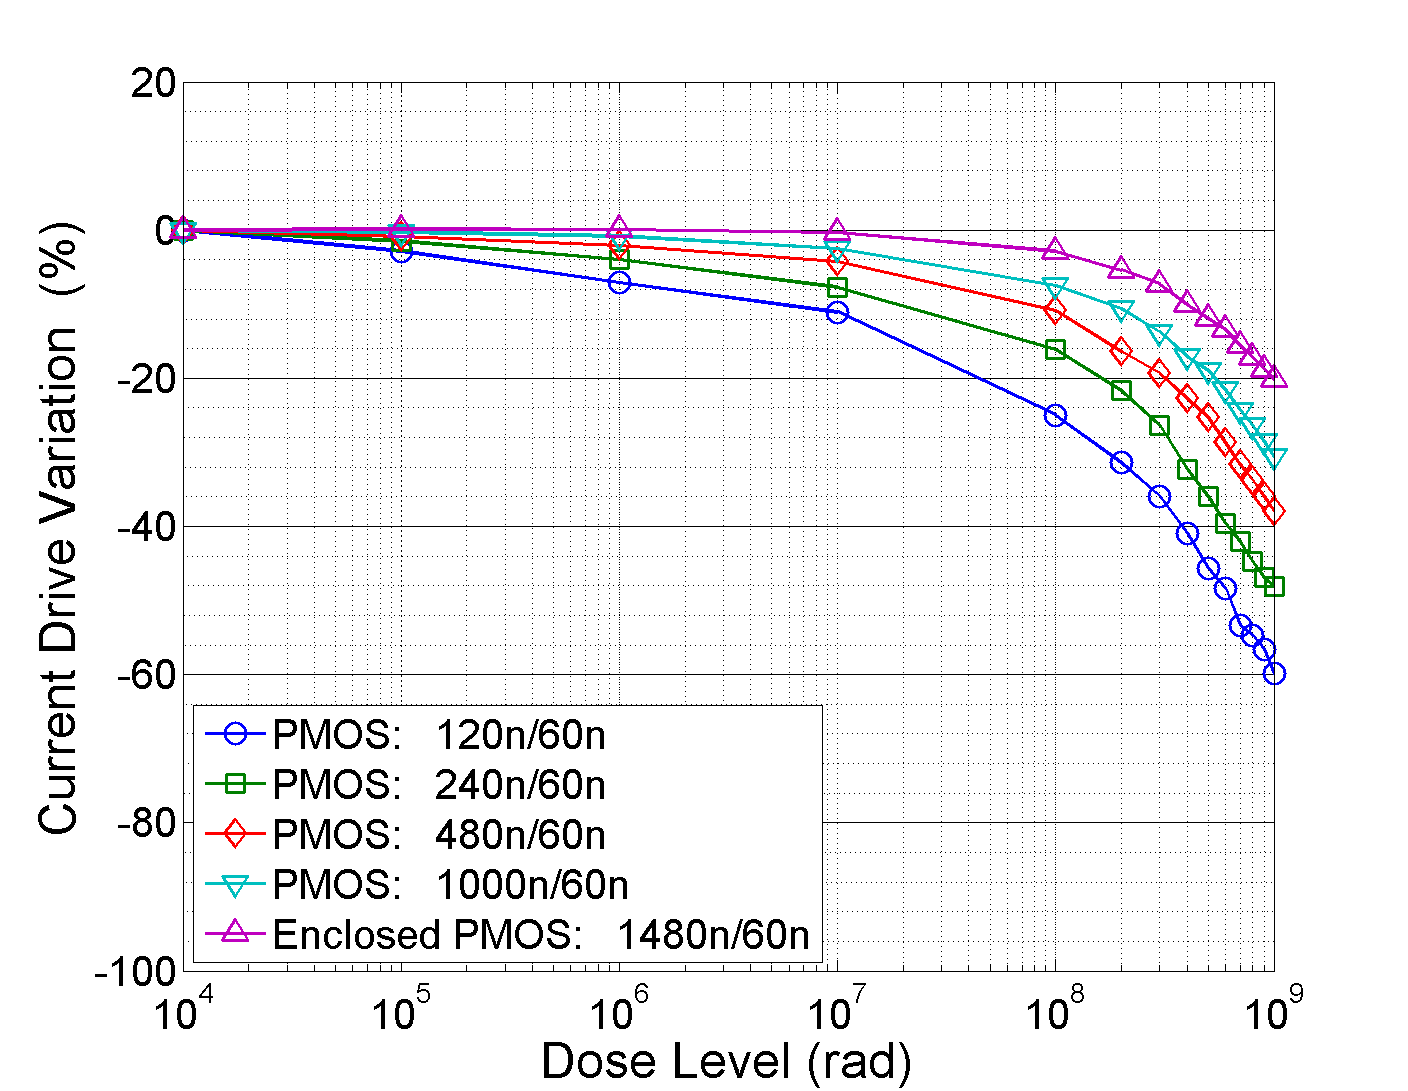 20
0
-20
-40
-60
-80
-100
Current Drive Variation (%)
PMOS: 120n/60n
PMOS: 240n/60n
PMOS: 480n/60n
PMOS: 1000n/60n
Enclosed PMOS: 1480n/60n
10^4 10^5 10^6 10^7 10^8 10^9
Dose Level (rad)